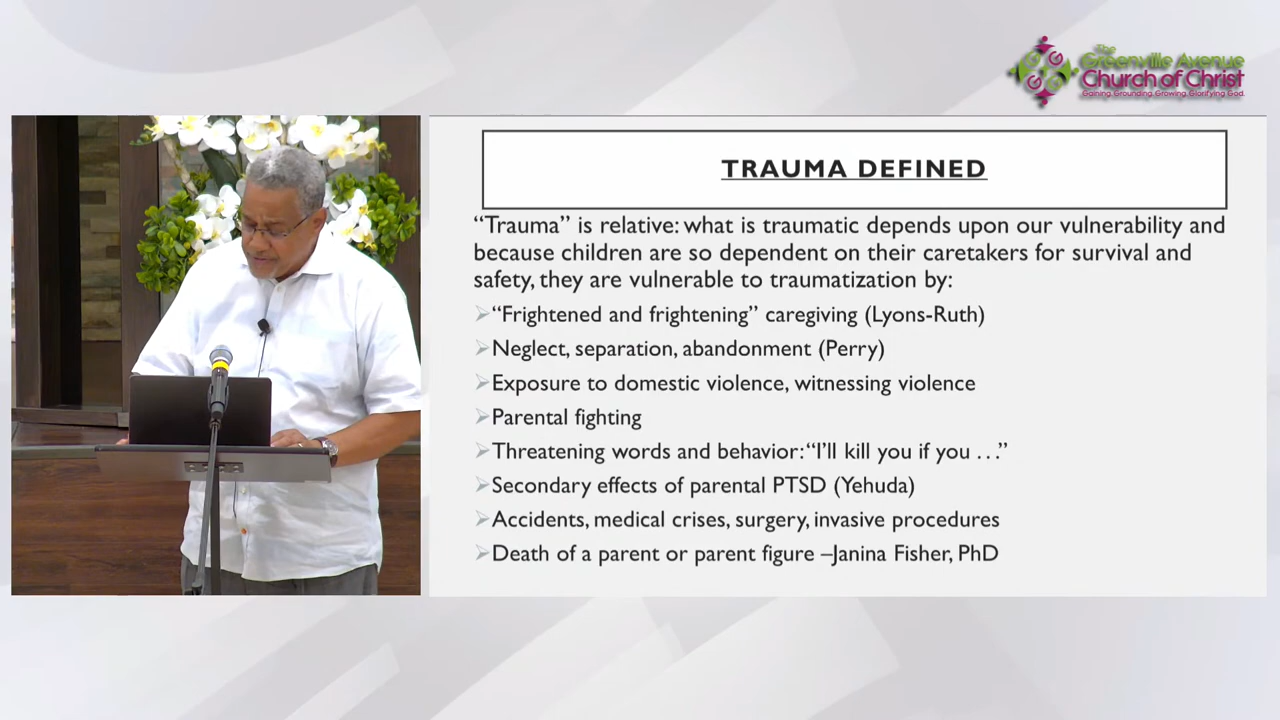 The
Greenville Avenue
Church of Christ
Gaining. Grounding. Growing. Glorifying God.
TRAUMA DEFINED
“Trauma” is relative: what is traumatic depends upon our vulnerability and
because children are so dependent on their caretakers for survival and
safety, they are vulnerable to traumatization by:
“Frightened and frightening” caregiving (Lyons-Ruth)
Neglect, separation, abandonment (Perry)
Exposure to domestic violence, witnessing violence
Parental fighting
Threatening words and behavior: “I’ll kill you if you . . .”
Secondary effects of parental PTSD (Yehuda)
Accidents, medical crises, surgery, invasive procedures
Death of a parent or parent figure –Janina Fisher, PhD